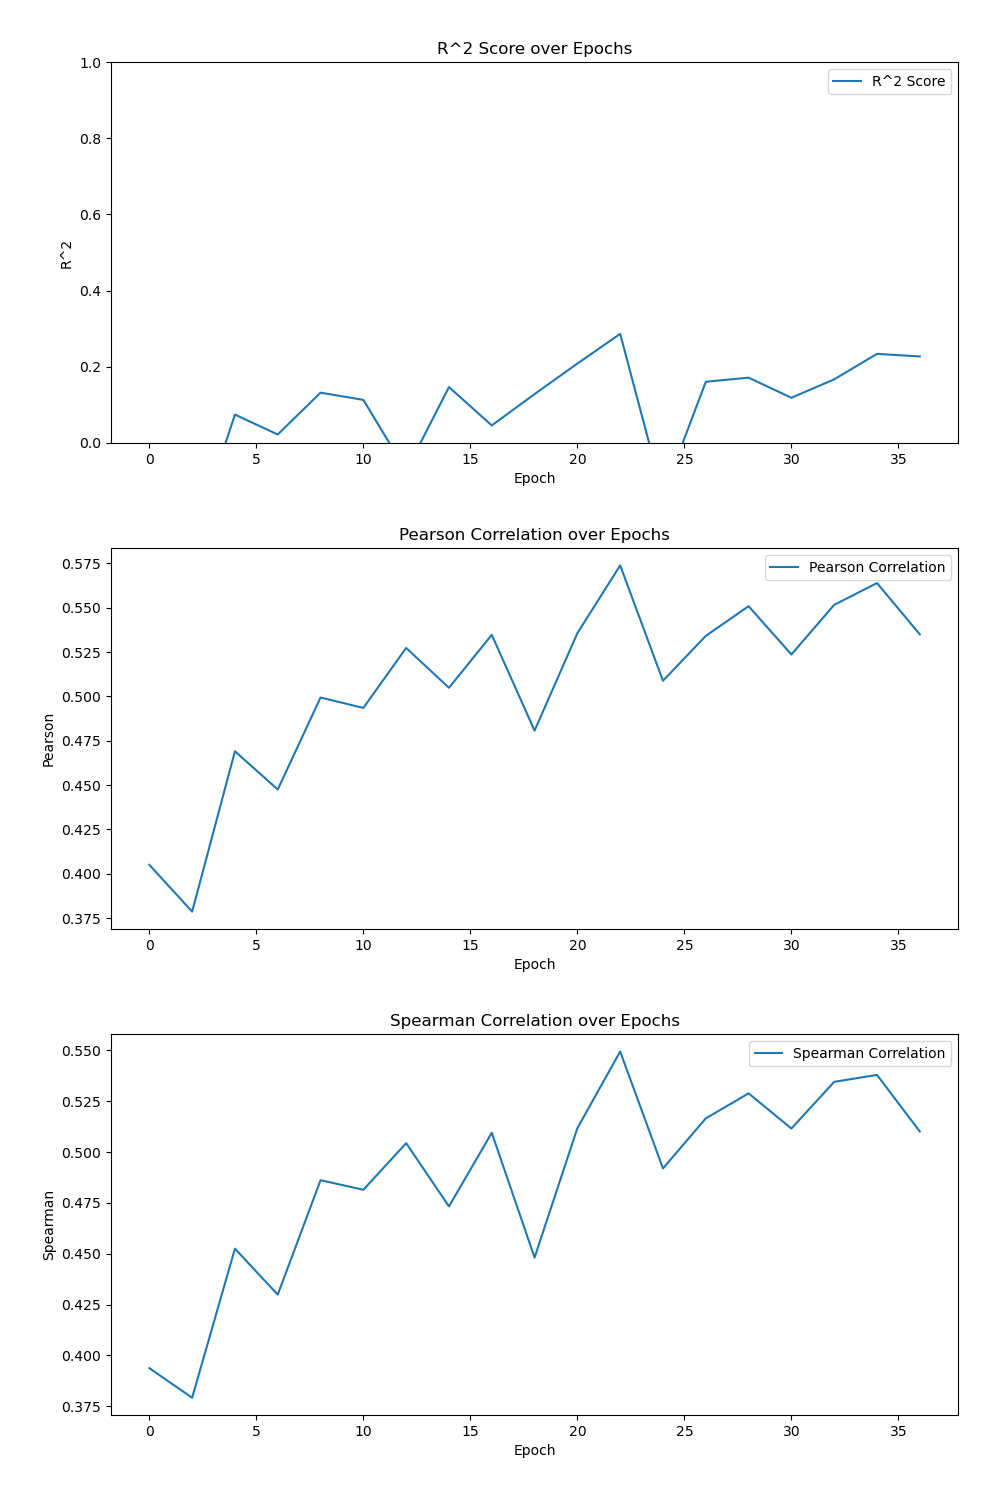 R^2 Score over Epochs
R^2 Score
1.0
0.8
0.6
0.4
0.2
0.0
R^2
0 5 10 15 20 25 30 35
Epoch
Pearson Correlation over Epochs
Pearson Correlation
0.575
0.550
0.525
0.500
0.475
0.450
0.425
0.400
0.375
Pearson
0 5 10 15 20 25 30 35
Epoch
Spearman Correlation over Epochs
Spearman Correlation
0.550
0.525
0.500
0.475
0.450
0.425
0.400
0.375
Spearman
0 5 10 15 20 25 30 35
Epoch